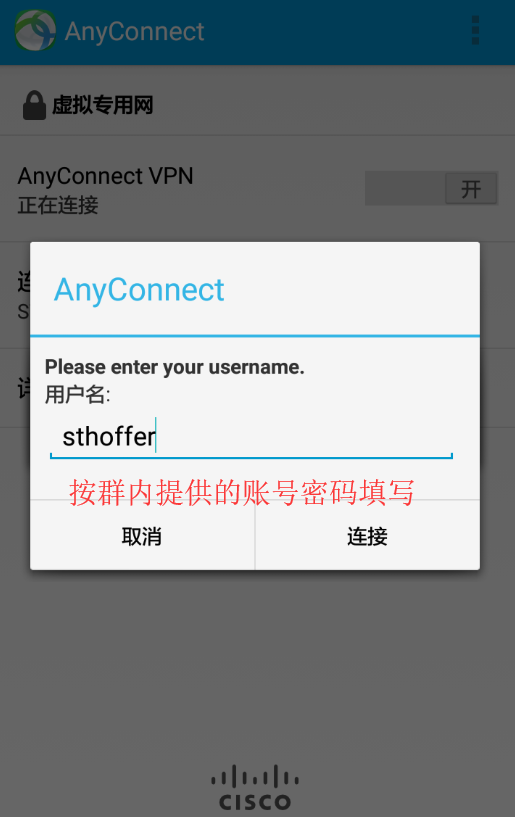 AnyConnect
虚拟专用网
AnyConnect VPN
开
正在连接
连
S
AnyConnect
Please enter your username.
用户名:
sthoffer
按群内提供的账号密码填写
取消
连接
CISCO